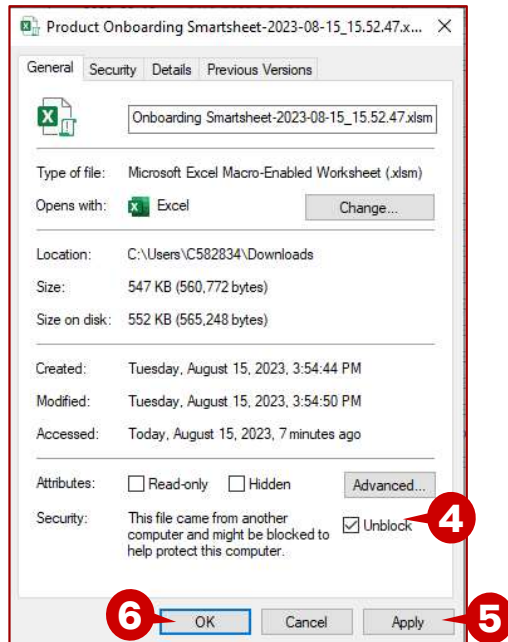 Product Onboarding Smartsheet-2023-08-15_15.52.47.x...
General Security Details Previous Versions
Onboarding Smartsheet-2023-08-15_15.52.47.xlsm
Type of file: Microsoft Excel Macro-Enabled Worksheet (.xlsm)
Opens with: Excel Change...
Location: C:\Users\C582834\Downloads
Size: 547 KB (560,772 bytes)
Size on disk: 552 KB (565,248 bytes)
Created: Tuesday, August 15, 2023, 3:54:44 PM
Modified: Tuesday, August 15, 2023, 3:54:50 PM
Accessed: Today, August 15, 2023, 7 minutes ago
Attributes: Read-only Hidden Advanced...
Security: This file came from another
computer and might be blocked to
help protect this computer.
Unblock 4
6 OK Cancel Apply 5